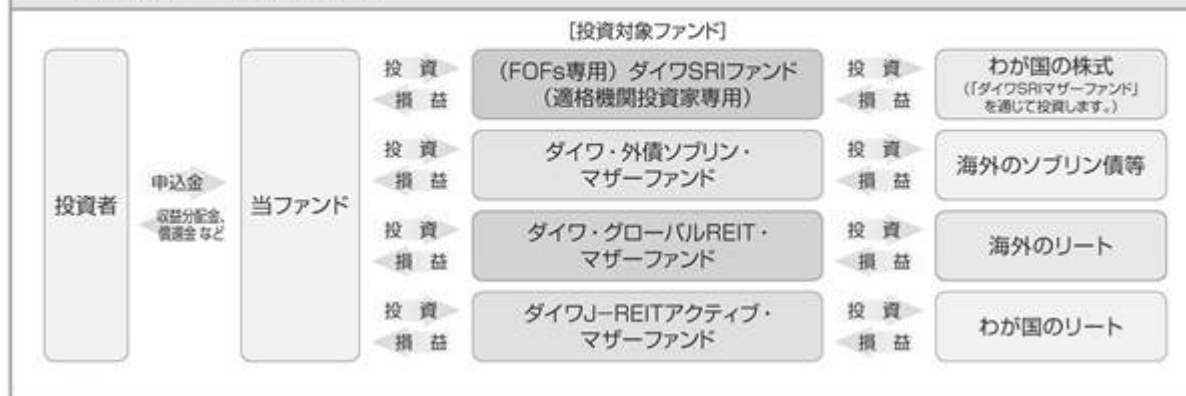 [投資対象ファンド]
投資者
申込金
収益分配金、
償還金 など
当ファンド
投 資
損 益
(FOFs専用)ダイワSRIファンド
(適格機関投資家専用)
投 資
損 益
わが国の株式
(「ダイワSRIマザーファンド」
を通じて投資します。)
投 資
損 益
ダイワ・外債ソブリン・
マザーファンド
投 資
損 益
海外のソブリン債等
投 資
損 益
ダイワ・グローバルREIT・
マザーファンド
投 資
損 益
海外のリート
投 資
損 益
ダイワJ-REITアクティブ・
マザーファンド
投 資
損 益
わが国のリート